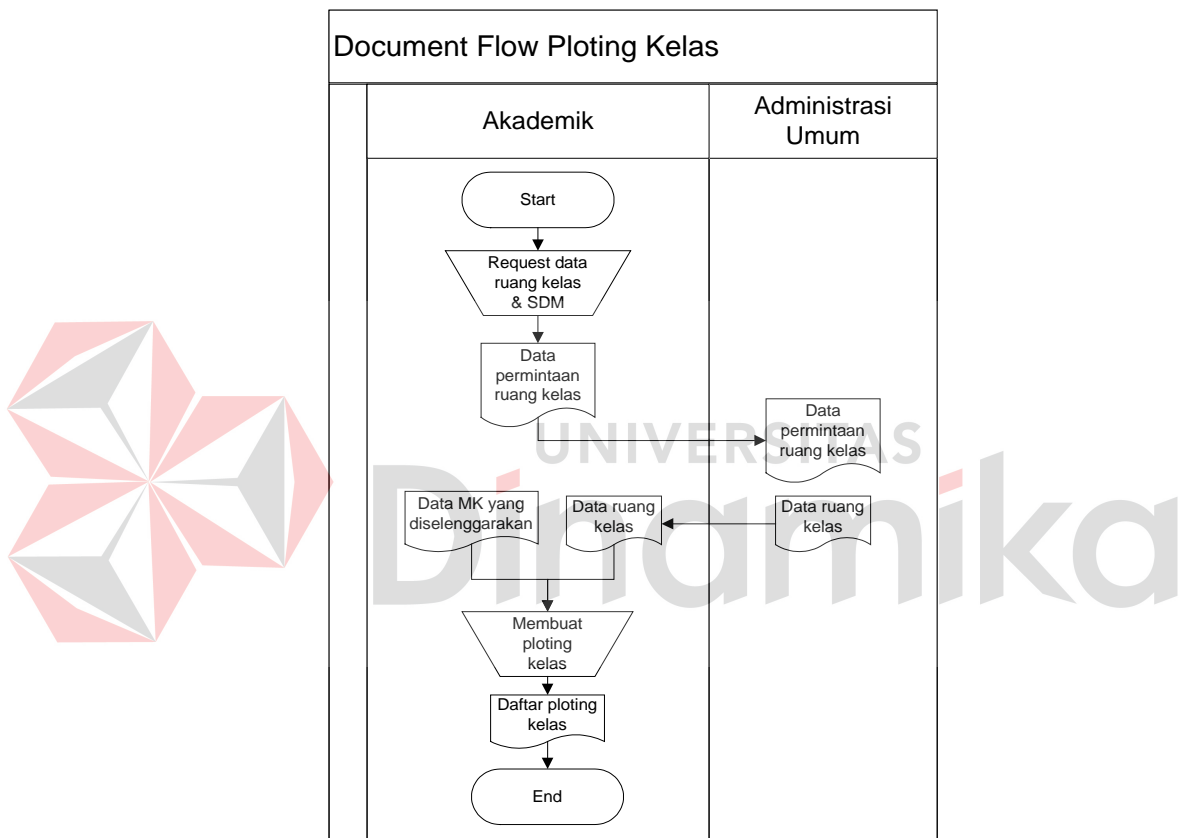 Document Flow Ploting Kelas
Akademik
Administrasi
Umum
Start
Request data
ruang kelas
& SDM
Data
permintaan
ruang kelas
Data
permintaan
ruang kelas
UNIVERSITAS
Dinamika
Data MK yang
diselenggarakan
Data ruang
kelas
Data ruang
kelas
Membuat
ploting
kelas
Daftar ploting
kelas
End